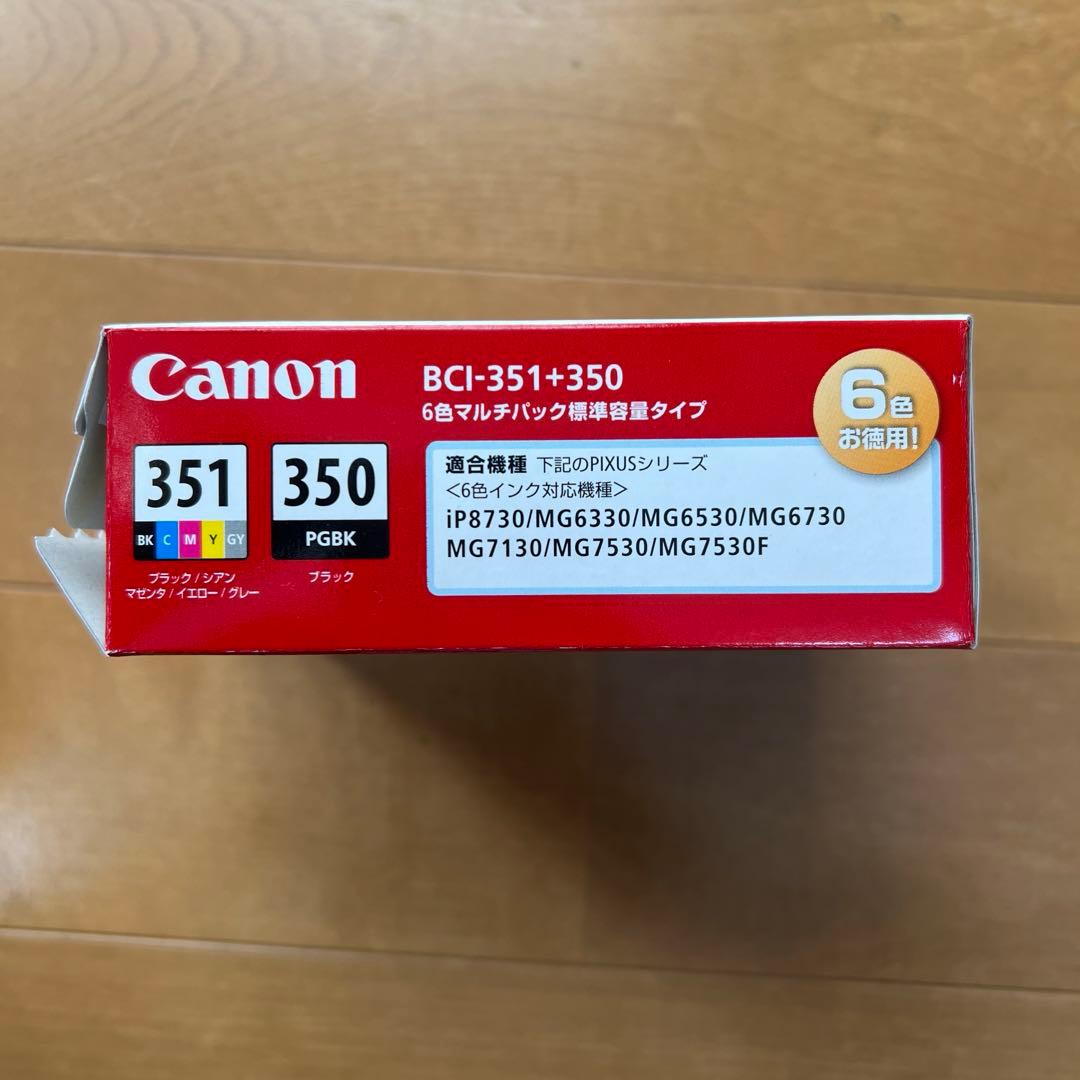 Canon
BCI-351+350
6色マルチパック標準容量タイプ
6色
お徳用!
351
BK C M Y GY
ブラック / シアン
マゼンタ / イエロー / グレー
350
PGBK
ブラック
適合機種 下記のPIXUSシリーズ
<6色インク対応機種>
iP8730/MG6330/MG6530/MG6730
MG7130/MG7530/MG7530F